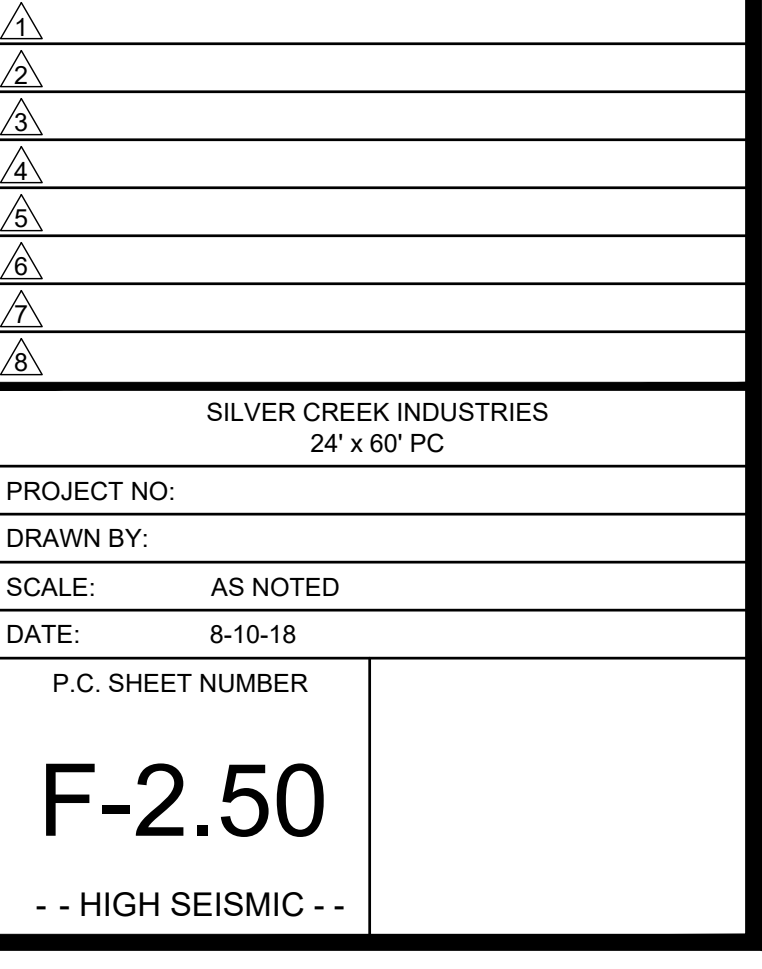 1
2
3
4
5
6
7
8
SILVER CREEK INDUSTRIES
24' x 60' PC
PROJECT NO:
DRAWN BY:
SCALE: AS NOTED
DATE: 8-10-18
P.C. SHEET NUMBER
F-2.50
- - HIGH SEISMIC - -